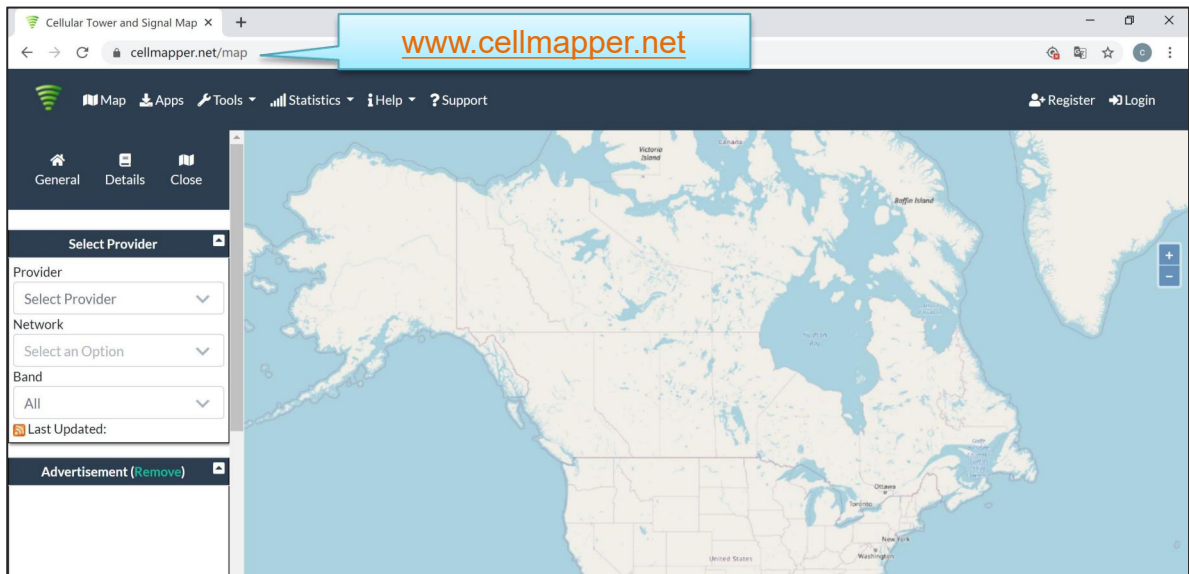 Cellular Tower and Signal Map
www.cellmapper.net
cellmapper.net/map
Map Apps Tools Statistics Help Support
Register Login
General Details Close
Select Provider
Provider
Select Provider
Network
Select an Option
Band
All
Last Updated:
Advertisement (Remove)
Canada
Victoria
Island
Baffin Island
Ottawa
Toronto
New York
Washington
United States